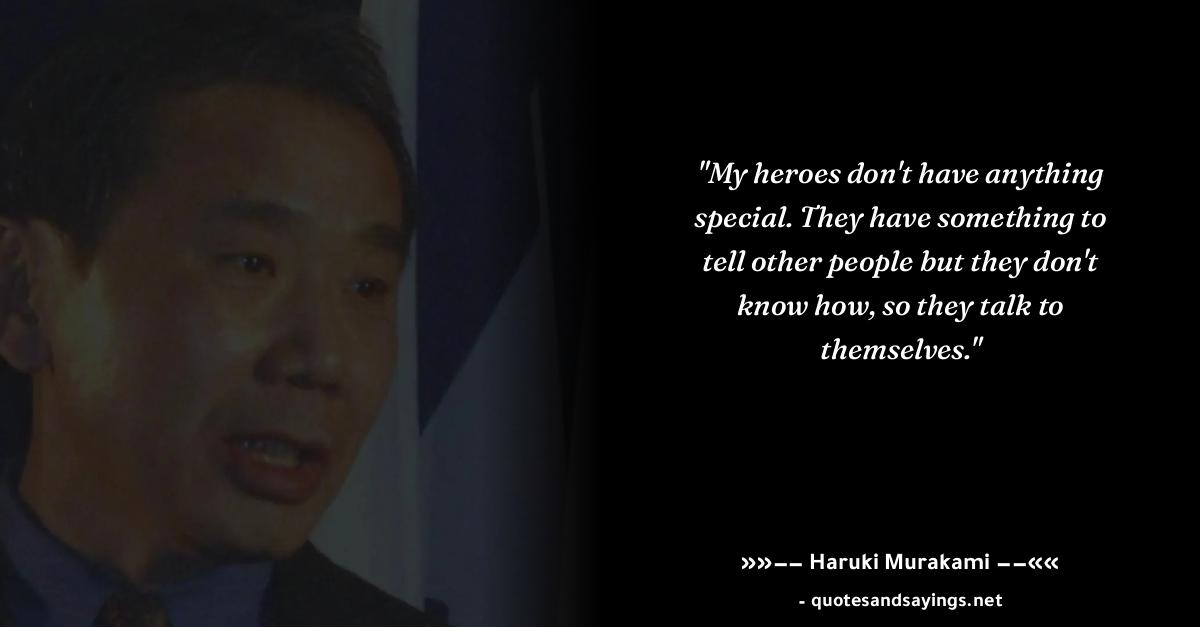 "My heroes don't have anything
special. They have something to
tell other people but they don't
know how, so they talk to
themselves."
»»–– Haruki Murakami ––««
- quotesandsayings.net